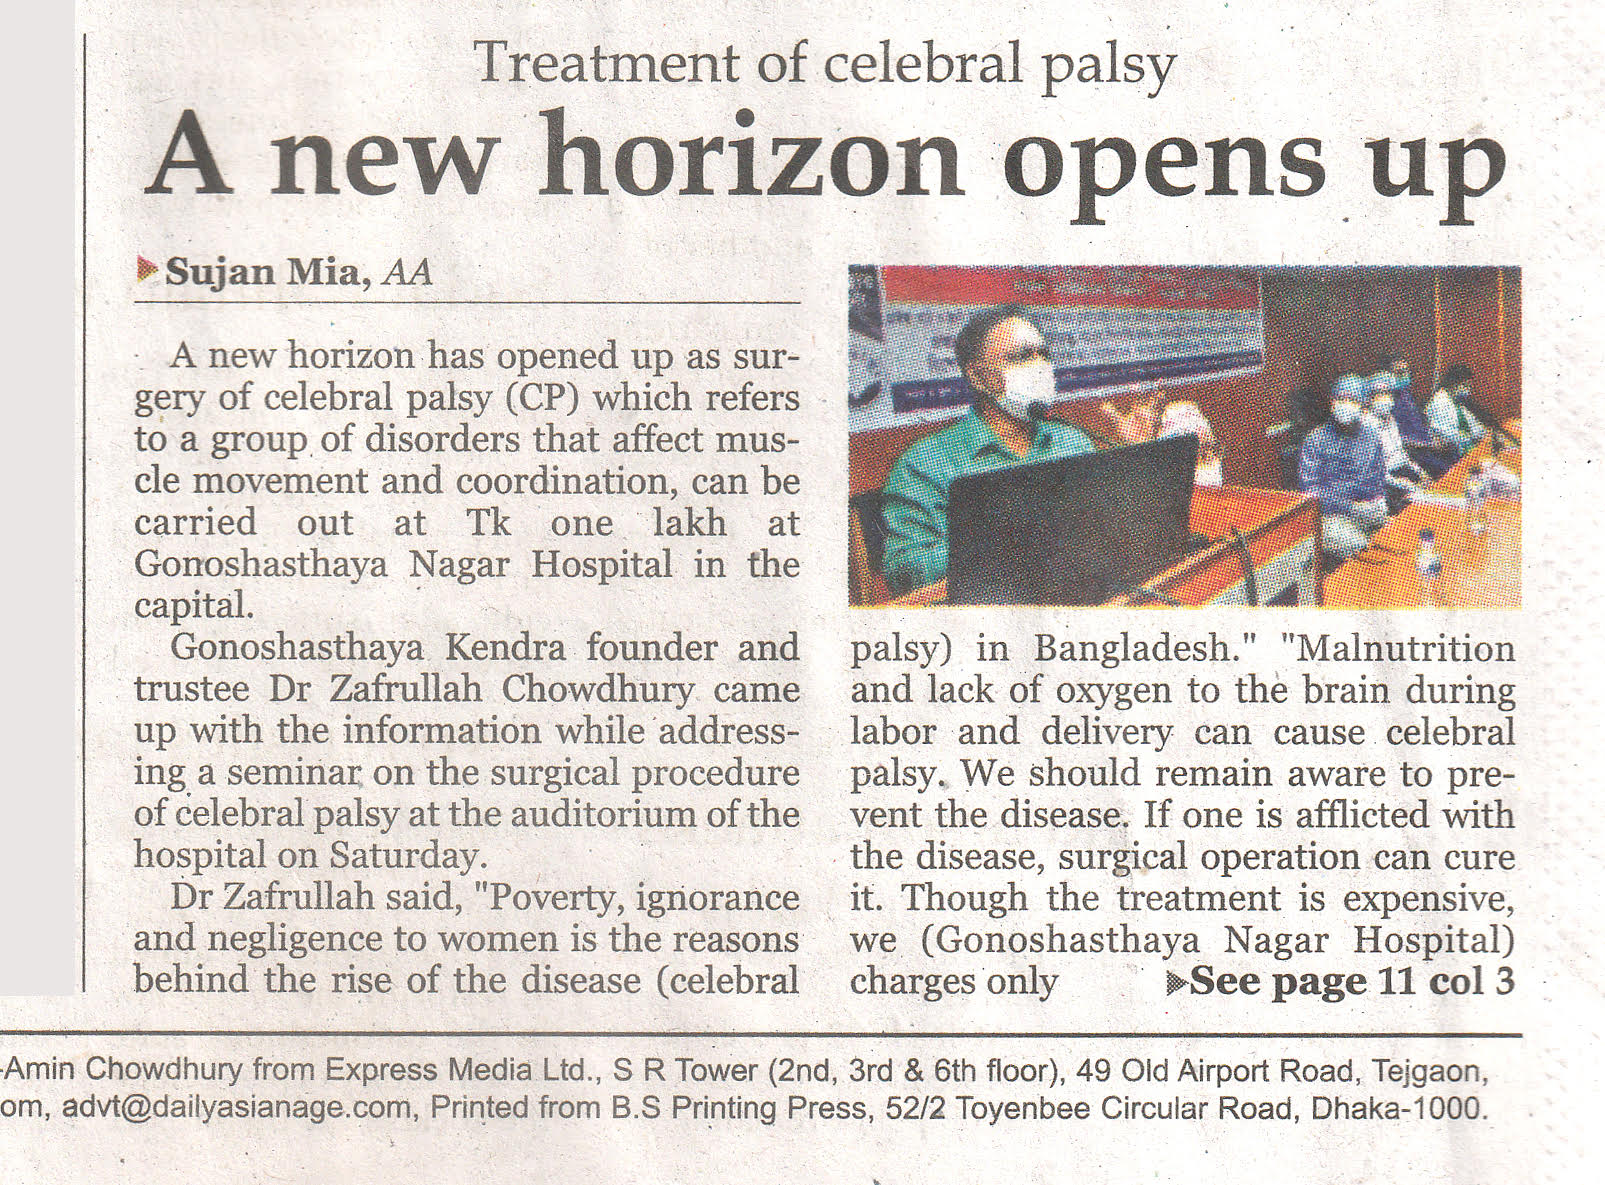 Treatment of celebral palsy
A new horizon opens up
Sujan Mia, AA
A new horizon has opened up as sur-
gery of celebral palsy (CP) which refers
to a group of disorders that affect mus-
cle movement and coordination, can be
carried out at Tk one lakh at
Gonoshasthaya Nagar Hospital in the
capital.
Gonoshasthaya Kendra founder and
trustee Dr Zafrullah Chowdhury came
up with the information while address-
ing a seminar on the surgical procedure
of celebral palsy at the auditorium of the
hospital on Saturday.
Dr Zafrullah said, "Poverty, ignorance
and negligence to women is the reasons
behind the rise of the disease (celebral
palsy) in Bangladesh." "Malnutrition
and lack of oxygen to the brain during
labor and delivery can cause celebral
palsy. We should remain aware to pre-
vent the disease. If one is afflicted with
the disease, surgical operation can cure
it. Though the treatment is expensive,
we (Gonoshasthaya Nagar Hospital)
charges only See page 11 col 3
-Amin Chowdhury from Express Media Ltd., S R Tower (2nd, 3rd & 6th floor), 49 Old Airport Road, Tejgaon,
om, advt@dailyasianage.com, Printed from B.S Printing Press, 52/2 Toyenbee Circular Road, Dhaka-1000.